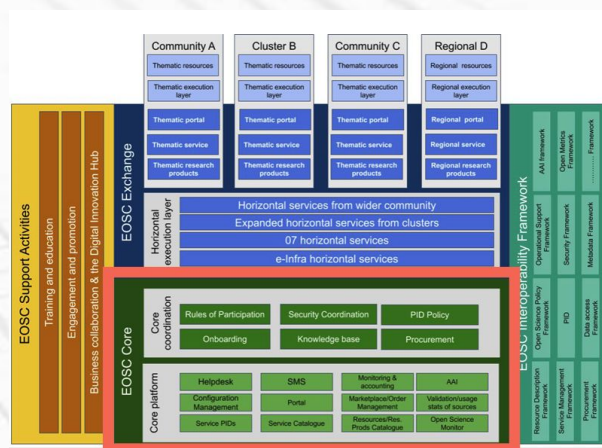 Community A
Cluster B
Community C
Regional D
Thematic resources
Thematic resources
Thematic resources
Regional resources
Thematic execution
layer
Thematic execution
layer
Thematic execution
layer
Regional execution
layer
Thematic portal
Thematic portal
Thematic portal
Regional portal
Thematic service
Thematic service
Thematic service
Regional service
Thematic research
products
Thematic research
products
Thematic research
products
Regional research
products
EOSC Support Activities
Training and education
Engagement and promotion
Business collaboration & the Digital Innovation Hub
EOSC Exchange
Horizontal
execution layer
Horizontal services from wider community
Expanded horizontal services from clusters
07 horizontal services
e-Infra horizontal services
EOSC Core
Core
coordination
Rules of Participation
Security Coordination
PID Policy
Onboarding
Knowledge base
Procurement
Core platform
Helpdesk
SMS
Monitoring &
accounting
AAI
Configuration
Management
Portal
Marketplace/Order
Management
Validation/usage
stats of sources
Service PIDs
Service Catalogue
Resources/Res.
Prods Catalogue
Open Science
Monitor
EOSC Interoperability Framework
AAI framework
Open Metrics
Framework
............ Framework
Operational Support
Framework
Security Framework
Metadata Framework
Open Science Policy
Framework
PID
Data access
Framework
Resource Description
Framework
Service Management
Framework
Procurement
Framework